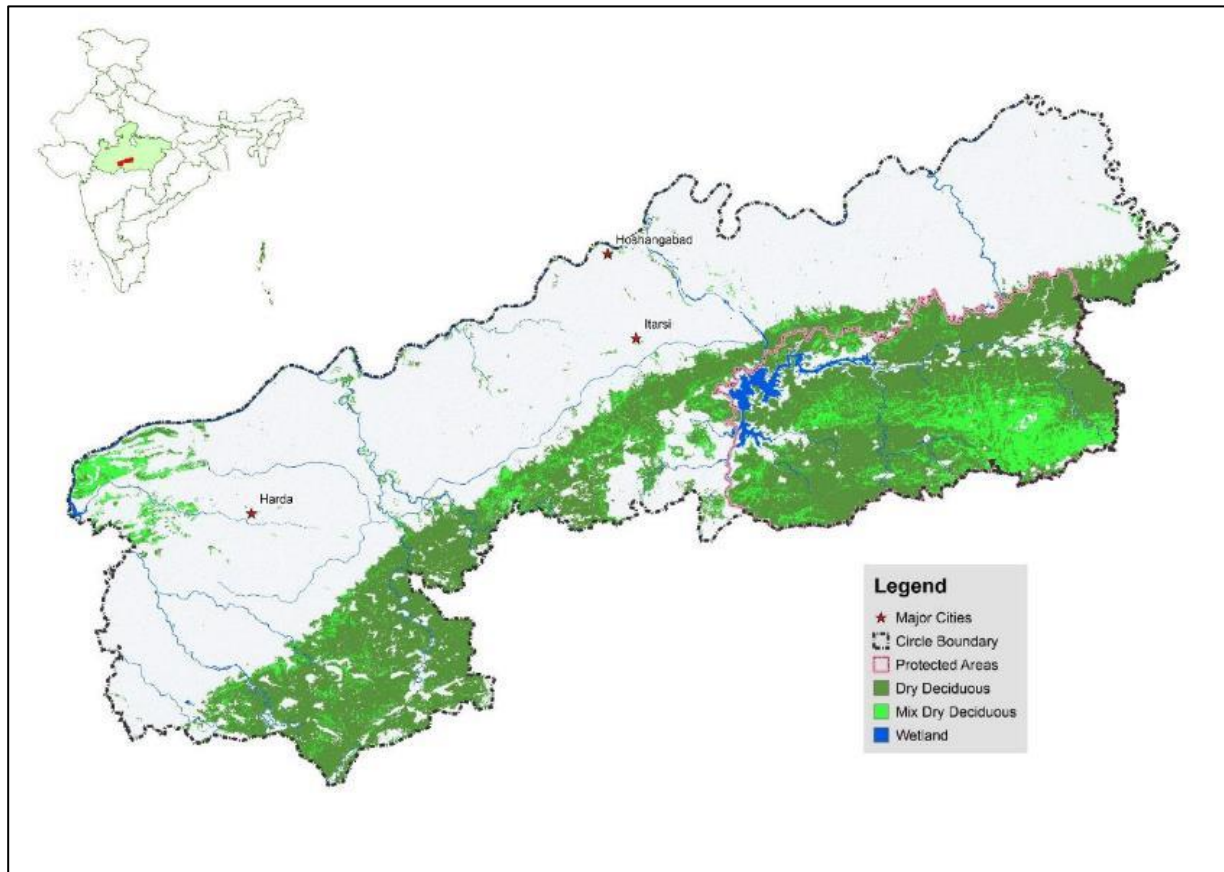 Hoshangabad
Itarsi
Harda
Legend
Major Cities
Circle Boundary
Protected Areas
Dry Deciduous
Mix Dry Deciduous
Wetland